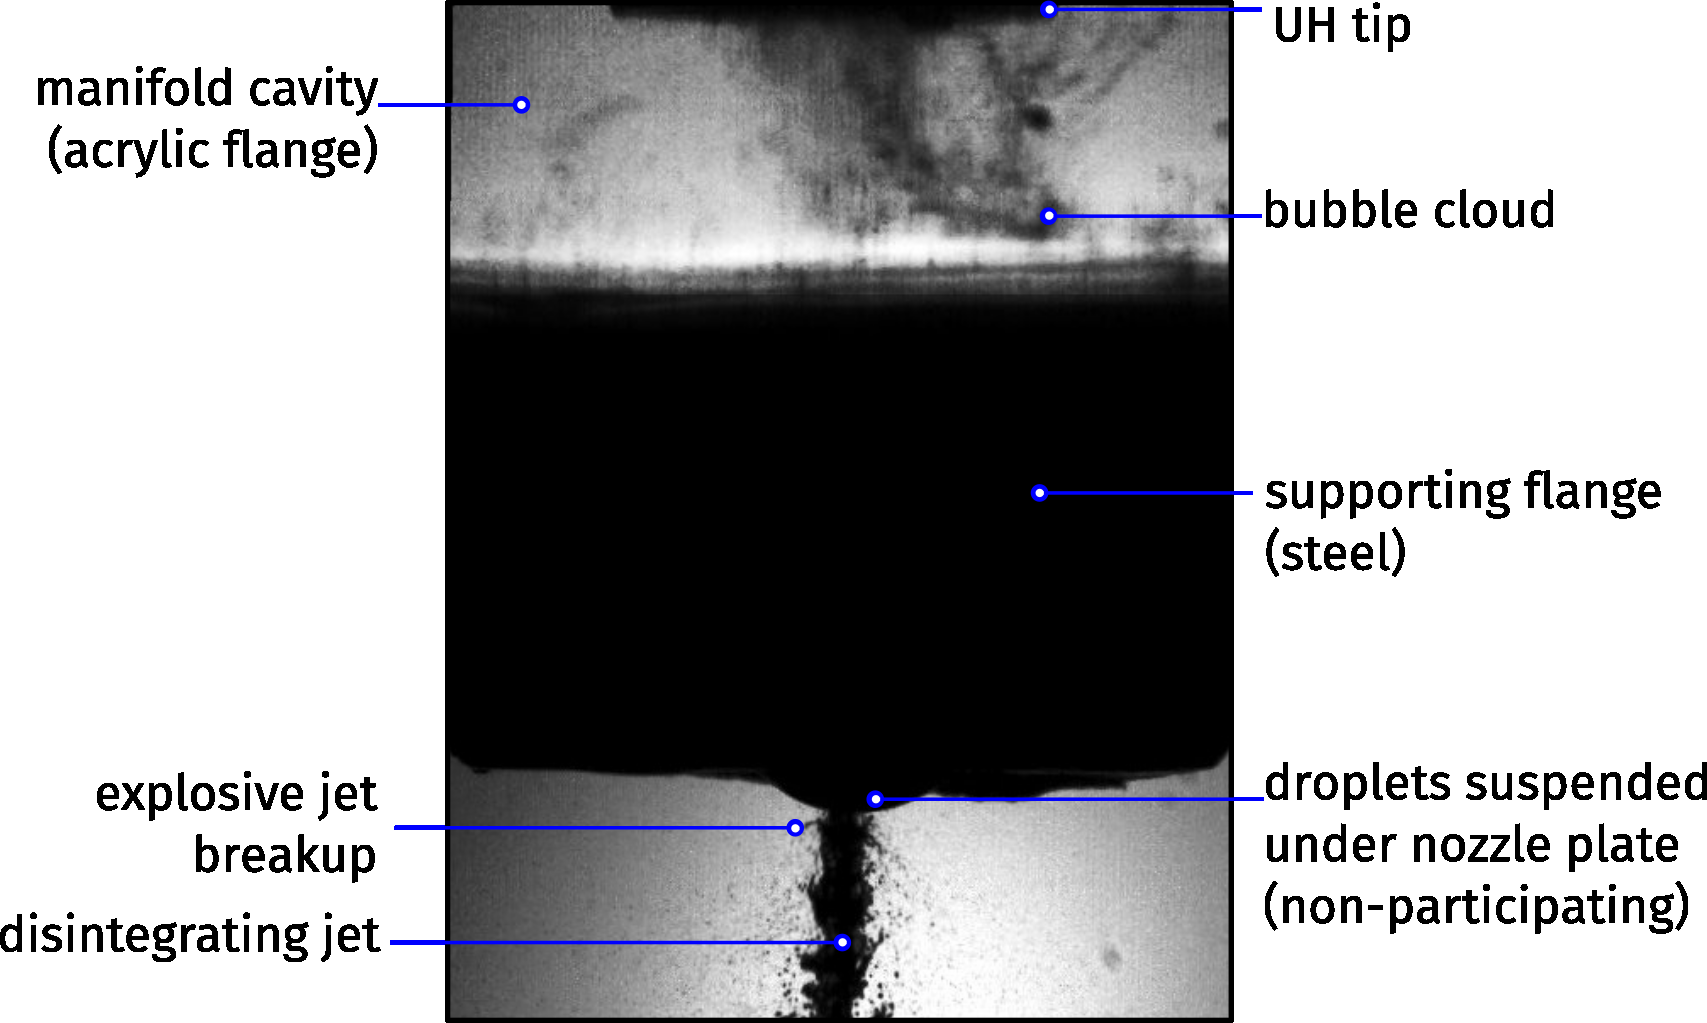 UH tip
manifold cavity
(acrylic flange)
bubble cloud
supporting flange
(steel)
explosive jet
breakup
droplets suspended
under nozzle plate
(non-participating)
disintegrating jet